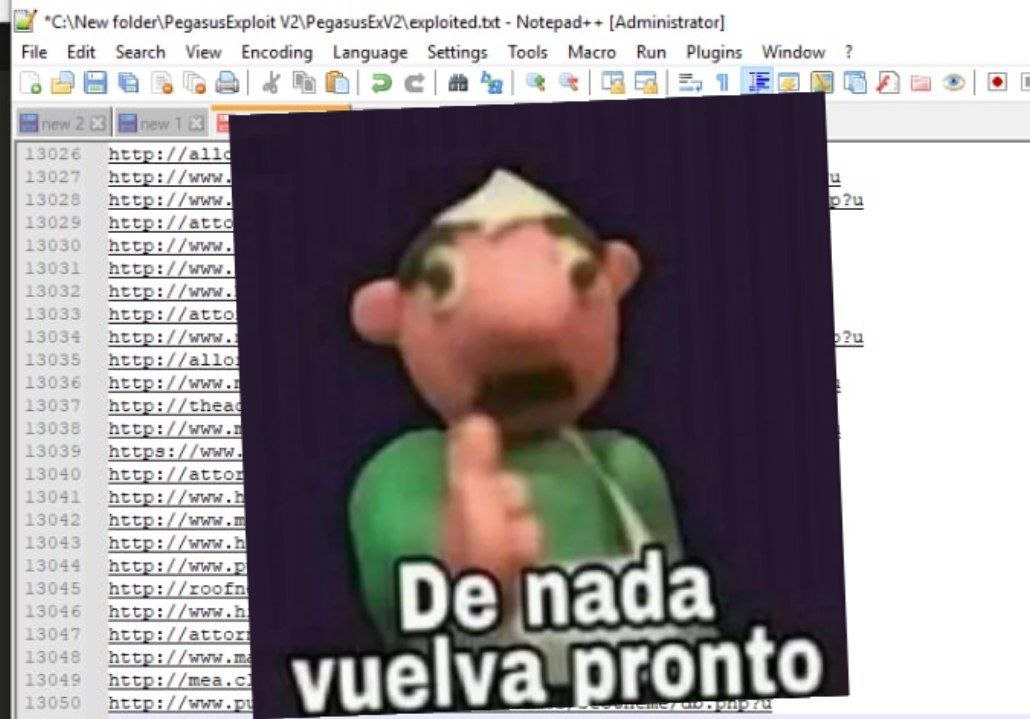 *C:\New folder\PegasusExploit V2\PegasusExV2\exploited.txt - Notepad++ [Administrator]
File Edit Search View Encoding Language Settings Tools Macro Run Plugins Window ?
new 2 new 1
13026 http://allo
13027 http://www. u
13028 http://www. p?u
13029 http://atto
13030 http://www.
13031 http://www.
13032 http://www.
13033 http://atto
13034 http://www. ?u
13035 http://allo
13036 http://www.m
13037 http://thead
13038 http://www.m
13039 https://www.
13040 http://attor
13041 http://www.h
13042 http://www.m
13043 http://www.h
13044 http://www.p
13045 http://roofn
13046 http://www.h
13047 http://attor
13048 http://www.ma
13049 http://mea.c
13050 http://www.pu /db.php?u
De nada
vuelva pronto